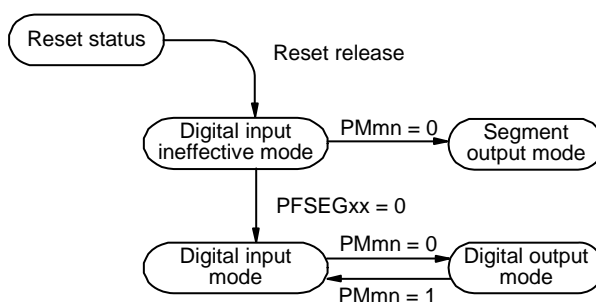 Reset status
Reset release
Digital input
ineffective mode
PMmn = 0
Segment
output mode
PFSEGxx = 0
Digital input
mode
PMmn = 0
PMmn = 1
Digital output
mode